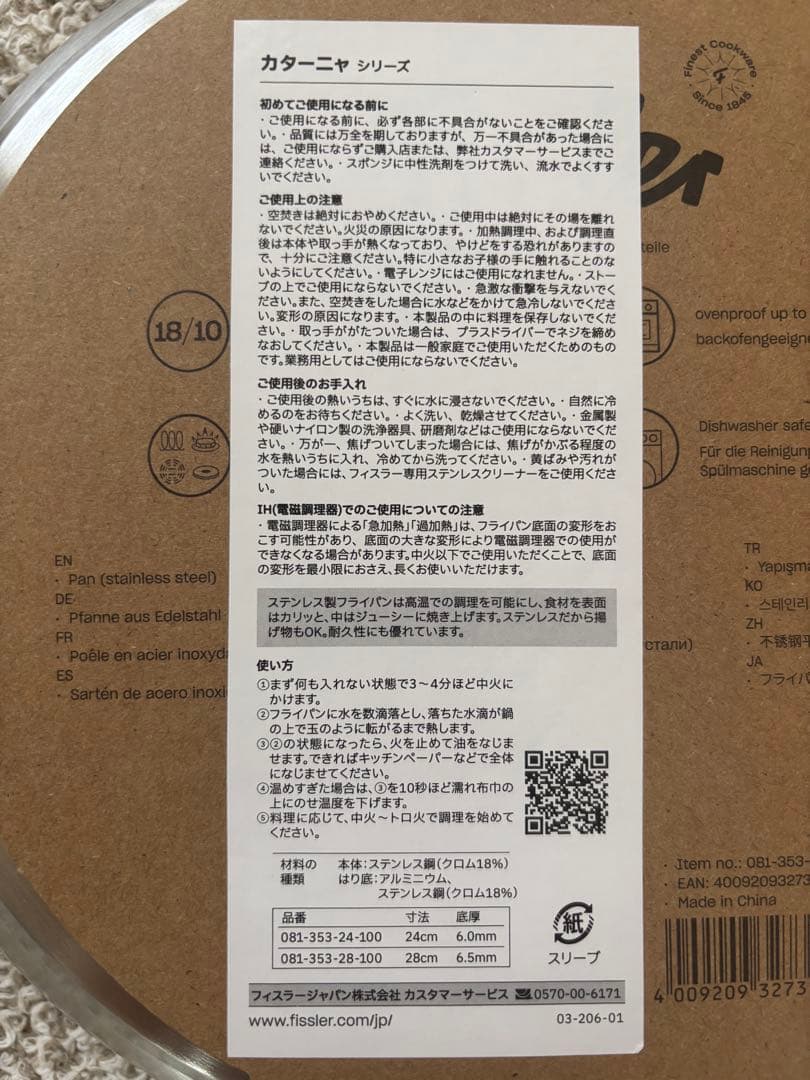 カターニャ シリーズ
初めてご使用になる前に
・ご使用になる前に、必ず各部に不具合がないことをご確認くださ
い。・品質には万全を期しておりますが、万一不具合があった場合に
は、ご使用にならずご購入店または、弊社カスタマーサービスまでご
連絡ください。・スポンジに中性洗剤をつけて洗い、流水でよくすす
いでください。
ご使用上の注意
・空焚きは絶対におやめください。・ご使用中は絶対にその場を離れ
ないでください。火災の原因になります。・加熱調理中、および調理直
後は本体や取っ手が熱くなっており、やけどをする恐れがありますの
で、十分にご注意ください。特に小さなお子様の手に触れることのな
いようにしてください。・電子レンジにはご使用になれません。・ストー
ブの上でご使用にならないでください。・急激な衝撃を与えないでく
ださい。また、空焚きをした場合に水などをかけて急冷しないでくださ
い。変形の原因になります。・本製品の中に料理を保存しないでくだ
さい。・取っ手ががたついた場合は、プラスドライバーでネジを締め
なおしてください。・本製品は一般家庭でご使用いただくためのもの
です。業務用としてはご使用にならないでください。
ご使用後のお手入れ
・ご使用後の熱いうちは、すぐに水に浸さないでください。・自然に冷
めるのをお待ちください。・よく洗い、乾燥させてください。・金属製
や硬いナイロン製の洗浄器具、研磨剤などはご使用にならないでくだ
さい。・万が一、焦げついてしまった場合には、焦げがかぶる程度の
水を熱いうちに入れ、冷めてから洗ってください。・黄ばみや汚れが
ついた場合には、フィスラー専用ステンレスクリーナーをご使用くださ
い。
IH(電磁調理器)でのご使用についての注意
・電磁調理器による「急加熱」「過加熱」は、フライパン底面の変形をお
こす可能性があり、底面の大きな変形により電磁調理器での使用が
できなくなる場合があります。中火以下でご使用いただくことで、底面
の変形を最小限におさえ、長くお使いいただけます。
ステンレス製フライパンは高温での調理を可能にし、食材を表面
はカリッと、中はジューシーに焼き上げます。ステンレスだから揚
げ物もOK。耐久性にも優れています。
使い方
①まず何も入れない状態で3～4分ほど中火に
かけます。
②フライパンに水を数滴落とし、落ちた水滴が鍋
の上で玉のように転がるまで熱します。
③②の状態になったら、火を止めて油をなじま
せます。できればキッチンペーパーなどで全体
になじませてください。
④温めすぎた場合は、③を10秒ほど濡れ布巾の
上にのせ温度を下げます。
⑤料理に応じて、中火～トロ火で調理を始めて
ください。
材料の 本体:ステンレス鋼(クロム18%)
種類 はり底:アルミニウム、
ステンレス鋼(クロム18%)
品番 寸法 底厚
081-353-24-100 24cm 6.0mm
081-353-28-100 28cm 6.5mm
紙
スリーブ
フィスラージャパン株式会社 カスタマーサービス 0570-00-6171
www.fissler.com/jp/ 03-206-01
Finest Cookware
Since 1845
18/10
ovenproof up to
backofengeeigne
Dishwasher safe
Für die Reinigun
Spülmaschine g
EN
· Pan (stainless steel)
DE
· Pfanne aus Edelstahl
FR
· Poêle en acier inoxyd
ES
· Sartén de acero inoxi
стали)
TR
· Yapışma
KO
· 스테인리
ZH
· 不锈钢平
JA
· フライパ
· Item no.: 081-353-
· EAN: 40092093273
· Made in China
4 009209 3273